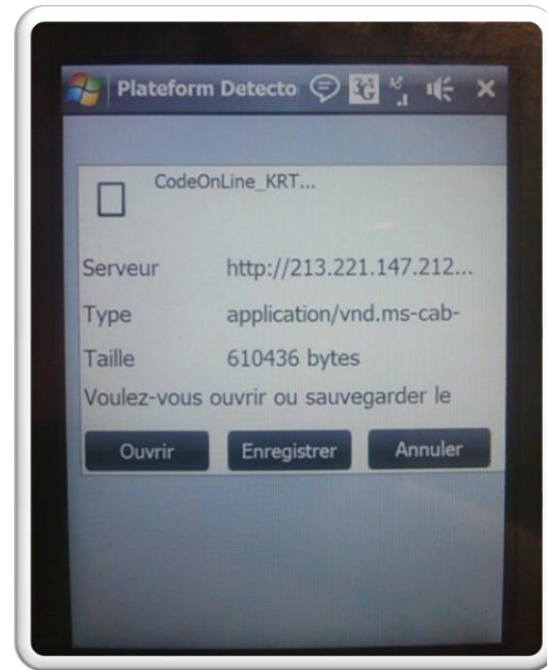 Plateform Detecto
3G
CodeOnLine_KRT...
Serveur http://213.221.147.212...
Type application/vnd.ms-cab-
Taille 610436 bytes
Voulez-vous ouvrir ou sauvegarder le
Ouvrir Enregistrer Annuler